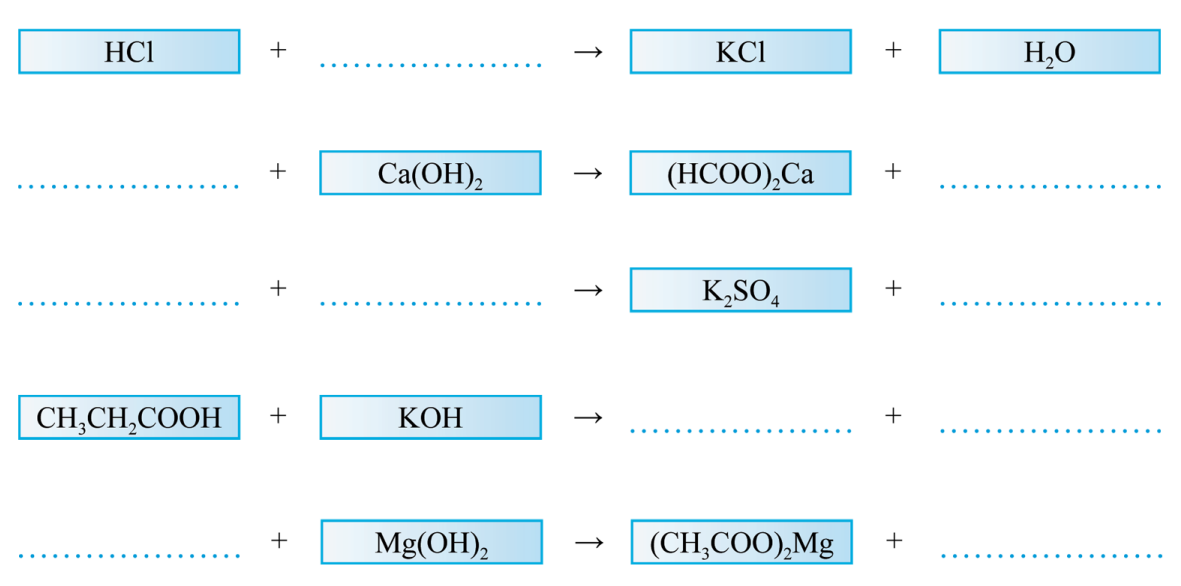 HCl + .................... → KCl + H₂O
.................... + Ca(OH)₂ → (HCOO)₂Ca + ....................
.................... + .................... → K₂SO₄ + ....................
CH₃CH₂COOH + KOH → .................... + ....................
.................... + Mg(OH)₂ → (CH₃COO)₂Mg + ....................